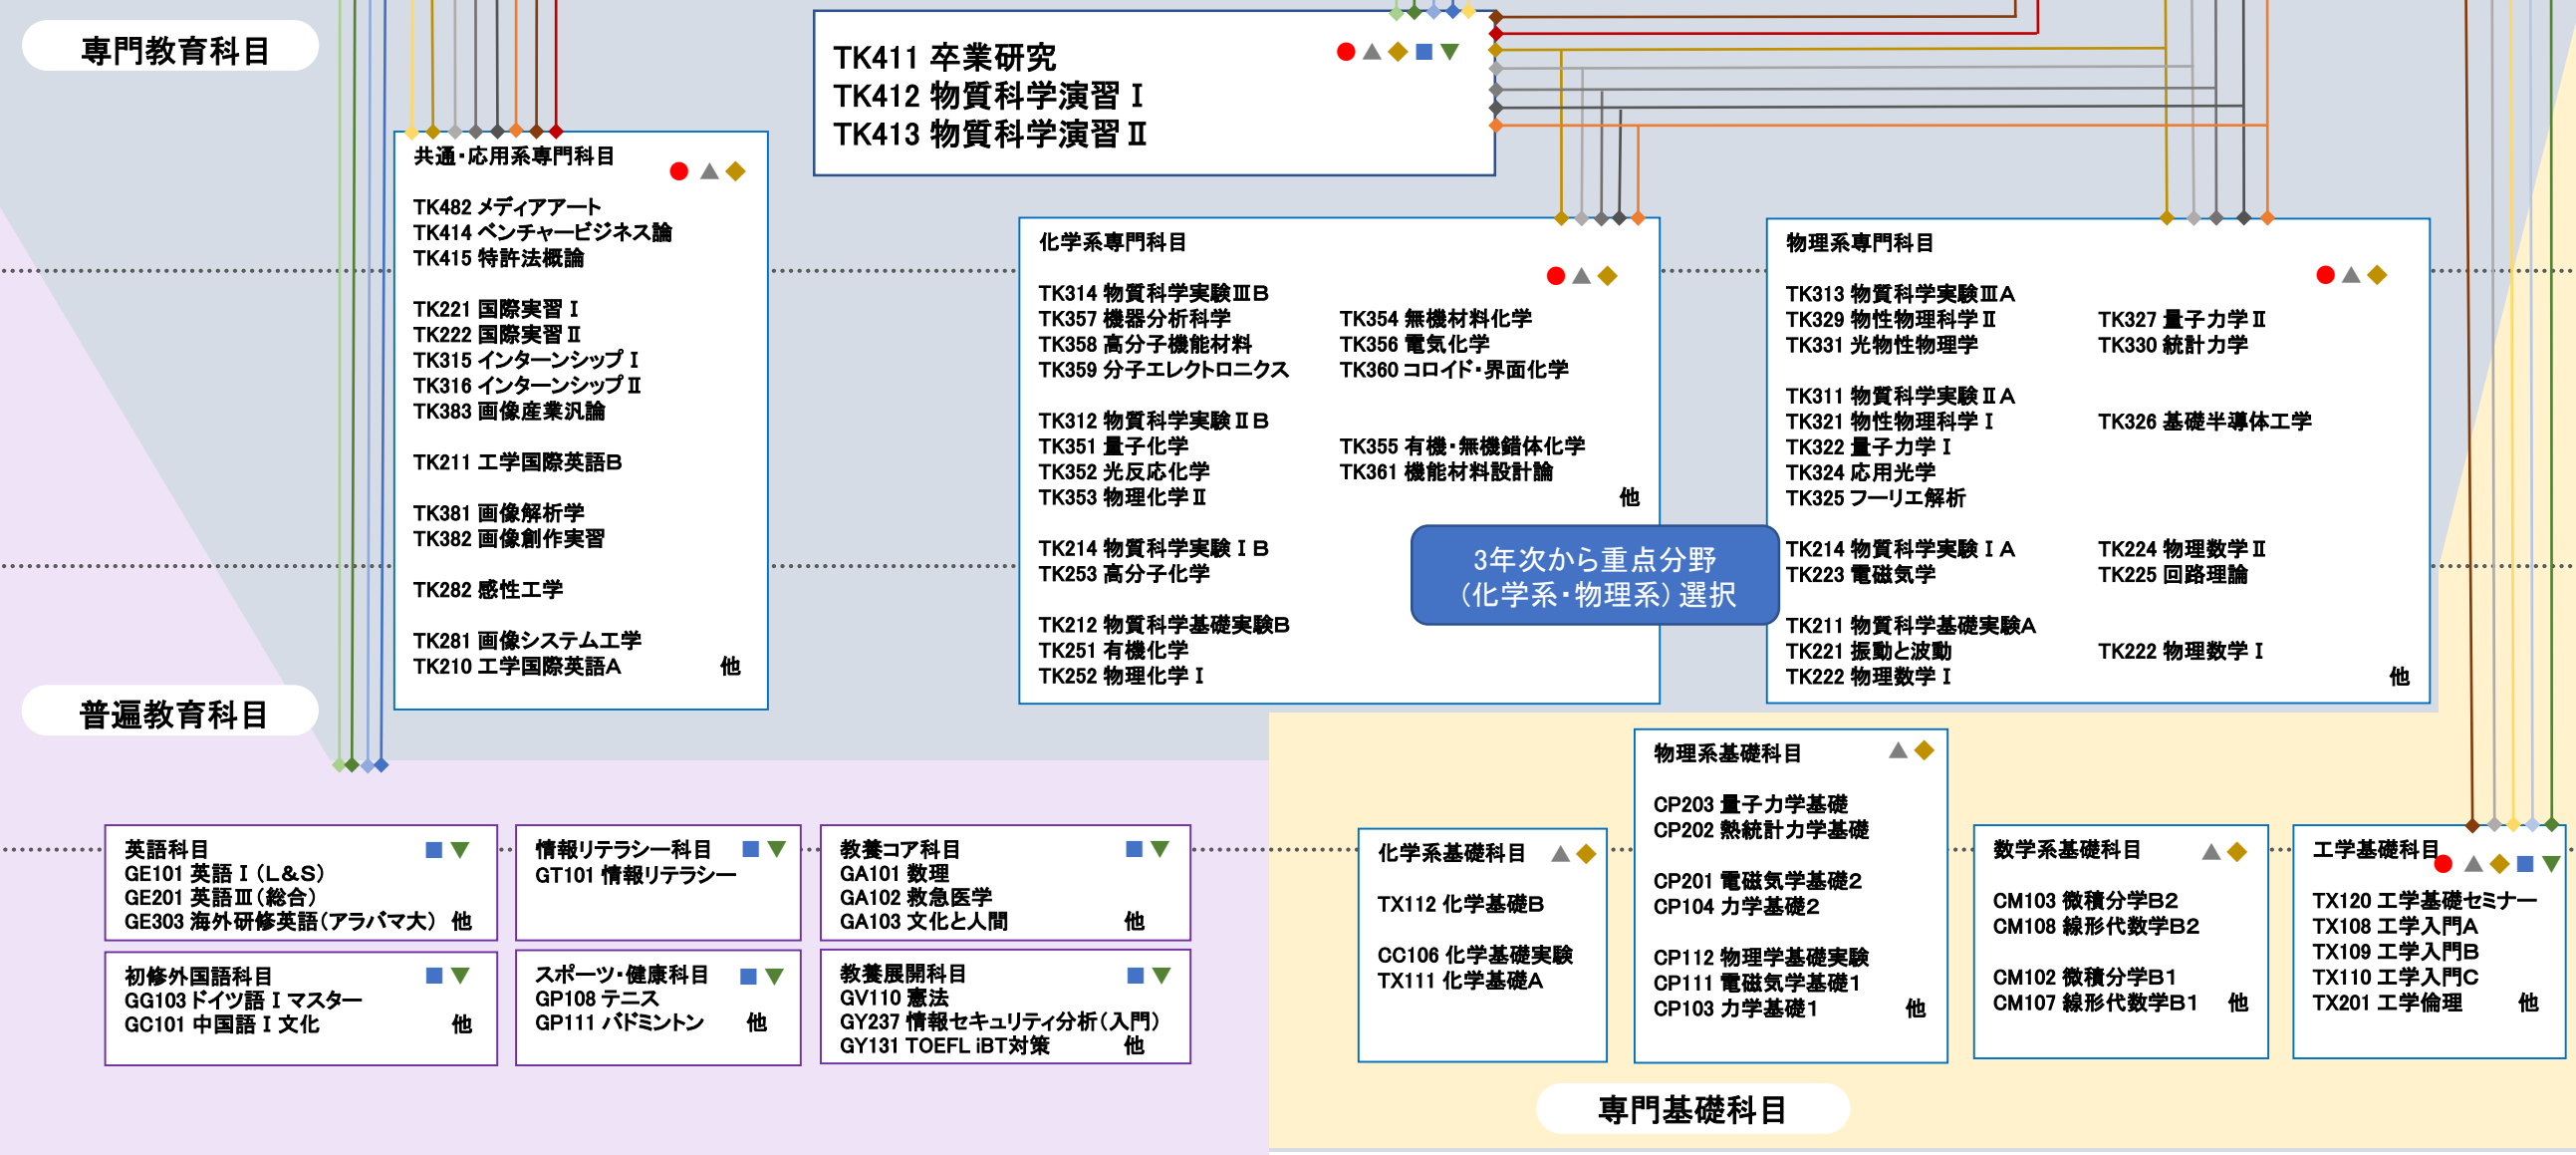 専門教育科目
TK411 卒業研究
TK412 物質科学演習Ⅰ
TK413 物質科学演習Ⅱ
共通・応用系専門科目
TK482 メディアアート
TK414 ベンチャービジネス論
TK415 特許法概論
TK221 国際実習Ⅰ
TK222 国際実習Ⅱ
TK315 インターンシップⅠ
TK316 インターンシップⅡ
TK383 画像産業汎論
TK211 工学国際英語B
TK381 画像解析学
TK382 画像創作実習
TK282 感性工学
TK281 画像システム工学
TK210 工学国際英語A 他
化学系専門科目
TK314 物質科学実験ⅢB
TK357 機器分析科学 TK354 無機材料化学
TK358 高分子機能材料 TK356 電気化学
TK359 分子エレクトロニクス TK360 コロイド・界面化学
TK312 物質科学実験ⅡB
TK351 量子化学 TK355 有機・無機錯体化学
TK352 光反応化学 TK361 機能材料設計論
TK353 物理化学Ⅱ 他
TK214 物質科学実験ⅠB
TK253 高分子化学
TK212 物質科学基礎実験B
TK251 有機化学
TK252 物理化学Ⅰ
3年次から重点分野
（化学系・物理系）選択
物理系専門科目
TK313 物質科学実験ⅢA
TK329 物性物理科学Ⅱ TK327 量子力学Ⅱ
TK331 光物性物理学 TK330 統計力学
TK311 物質科学実験ⅡA
TK321 物性物理科学Ⅰ TK326 基礎半導体工学
TK322 量子力学Ⅰ
TK324 応用光学
TK325 フーリエ解析
TK214 物質科学実験ⅠA TK224 物理数学Ⅱ
TK223 電磁気学 TK225 回路理論
TK211 物質科学基礎実験A
TK221 振動と波動 TK222 物理数学Ⅰ
TK222 物理数学Ⅰ 他
普遍教育科目
英語科目
GE101 英語Ⅰ（L&S）
GE201 英語Ⅲ（総合）
GE303 海外研修英語（アラバマ大） 他
情報リテラシー科目
GT101 情報リテラシー
教養コア科目
GA101 数理
GA102 救急医学
GA103 文化と人間 他
初修外国語科目
GG103 ドイツ語Ⅰマスター
GC101 中国語Ⅰ文化 他
スポーツ・健康科目
GP108 テニス
GP111 バドミントン 他
教養展開科目
GV110 憲法
GY237 情報セキュリティ分析（入門）
GY131 TOEFL iBT対策 他
化学系基礎科目
TX112 化学基礎B
CC106 化学基礎実験
TX111 化学基礎A
物理系基礎科目
CP203 量子力学基礎
CP202 熱統計力学基礎
CP201 電磁気学基礎2
CP104 力学基礎2
CP112 物理学基礎実験
CP111 電磁気学基礎1
CP103 力学基礎1 他
数学系基礎科目
CM103 微積分学B2
CM108 線形代数学B2
CM102 微積分学B1
CM107 線形代数学B1 他
工学基礎科目
TX120 工学基礎セミナー
TX108 工学入門A
TX109 工学入門B
TX110 工学入門C
TX201 工学倫理 他
専門基礎科目